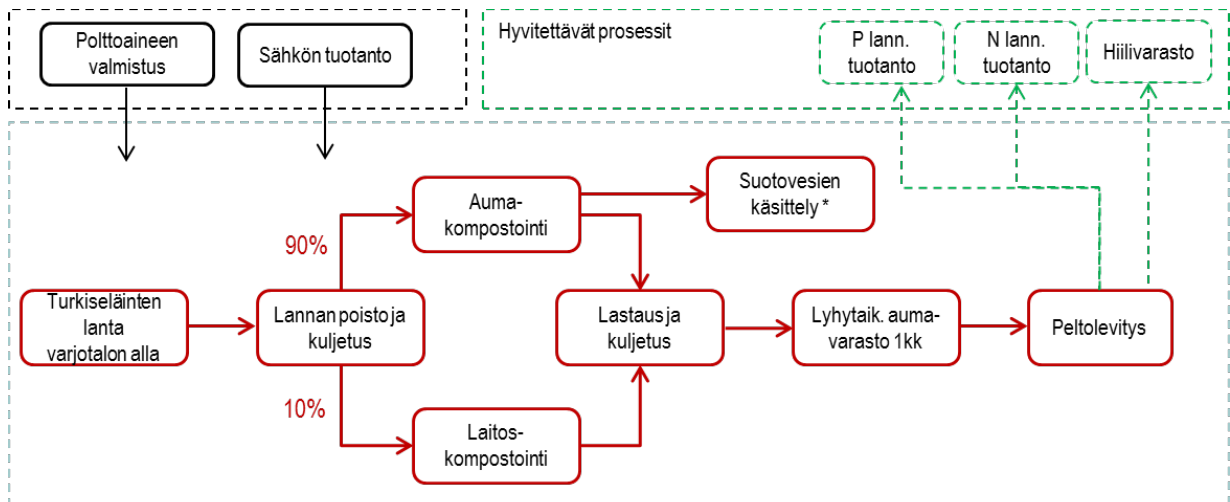 Polttoaineen
valmistus
Sähkön tuotanto
Hyvitettävät prosessit
P lann.
tuotanto
N lann.
tuotanto
Hiilivarasto
Auma-
kompostointi
Suotovesien
käsittely *
90%
Turkiseläinten
lanta
varjotalon alla
Lannan poisto ja
kuljetus
Lastaus ja
kuljetus
Lyhytaik. auma-
varasto 1kk
Peltolevitys
10%
Laitos-
kompostointi